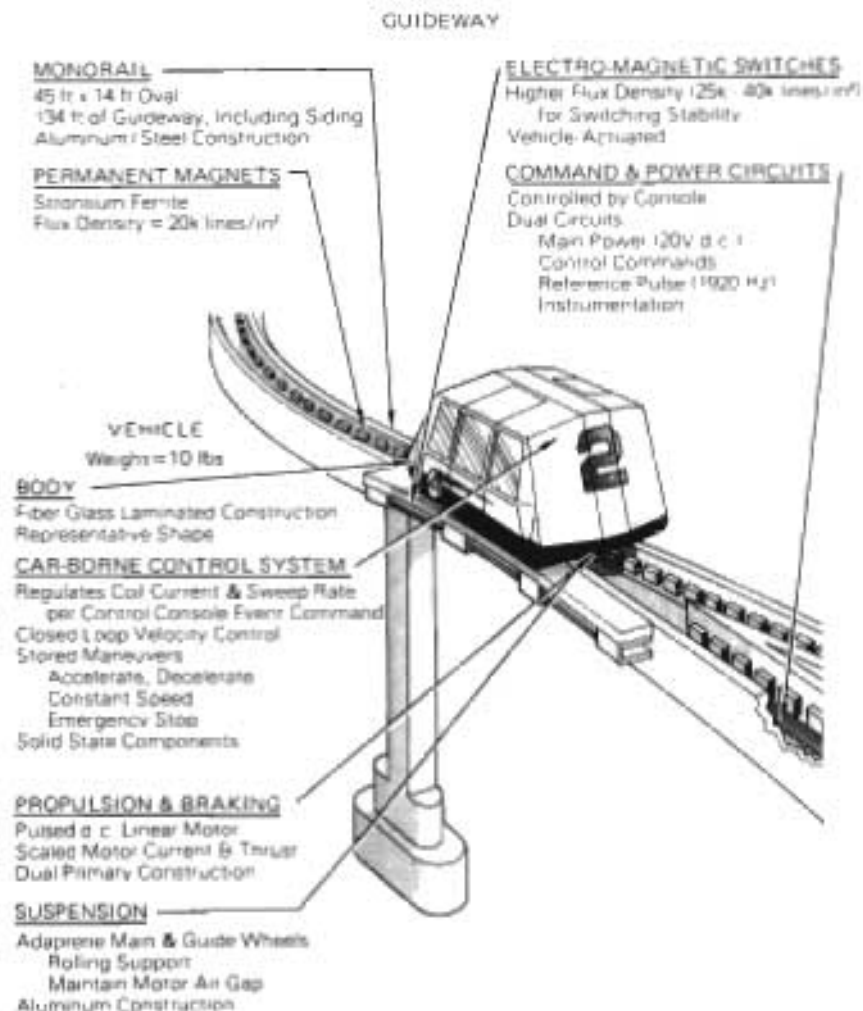 GUIDEWAY
MONORAIL
45 ft x 14 ft Oval
134 ft of Guideway, Including Siding
Aluminum / Steel Construction
PERMANENT MAGNETS
Strontium Ferrite
Flux Density = 20k lines/in²
ELECTRO-MAGNETIC SWITCHES
Higher Flux Density (25k - 40k lines/in²)
for Switching Stability
Vehicle-Actuated
COMMAND & POWER CIRCUITS
Controlled by Console
Dual Circuits
Main Power (20V d.c.)
Control Commands
Reference Pulse (1920 Hz)
Instrumentation
VEHICLE
Weight = 10 lbs
2
BODY
Fiber Glass Laminated Construction
Representative Shape
CAR-BORNE CONTROL SYSTEM
Regulates Coil Current & Sweep Rate
per Control Console Event Command
Closed Loop Velocity Control
Stored Maneuvers
Accelerate, Decelerate
Constant Speed
Emergency Stop
Solid State Components
PROPULSION & BRAKING
Pulsed d.c. Linear Motor
Scaled Motor Current & Thrust
Dual Primary Construction
SUSPENSION
Adaprene Main & Guide Wheels
Rolling Support
Maintain Motor Air Gap
Aluminum Construction